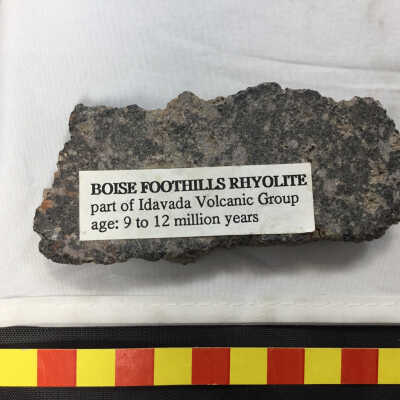 BOISE FOOTHILLS RHYOLITE
part of Idavada Volcanic Group
age: 9 to 12 million years